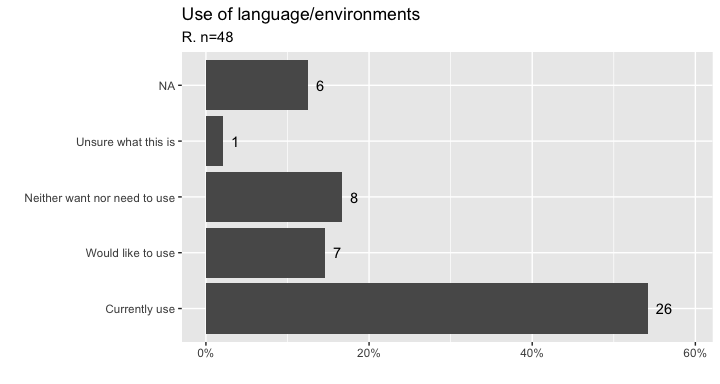 Use of language/environments
R. n=48
NA 6
Unsure what this is 1
Neither want nor need to use 8
Would like to use 7
Currently use 26
0% 20% 40% 60%